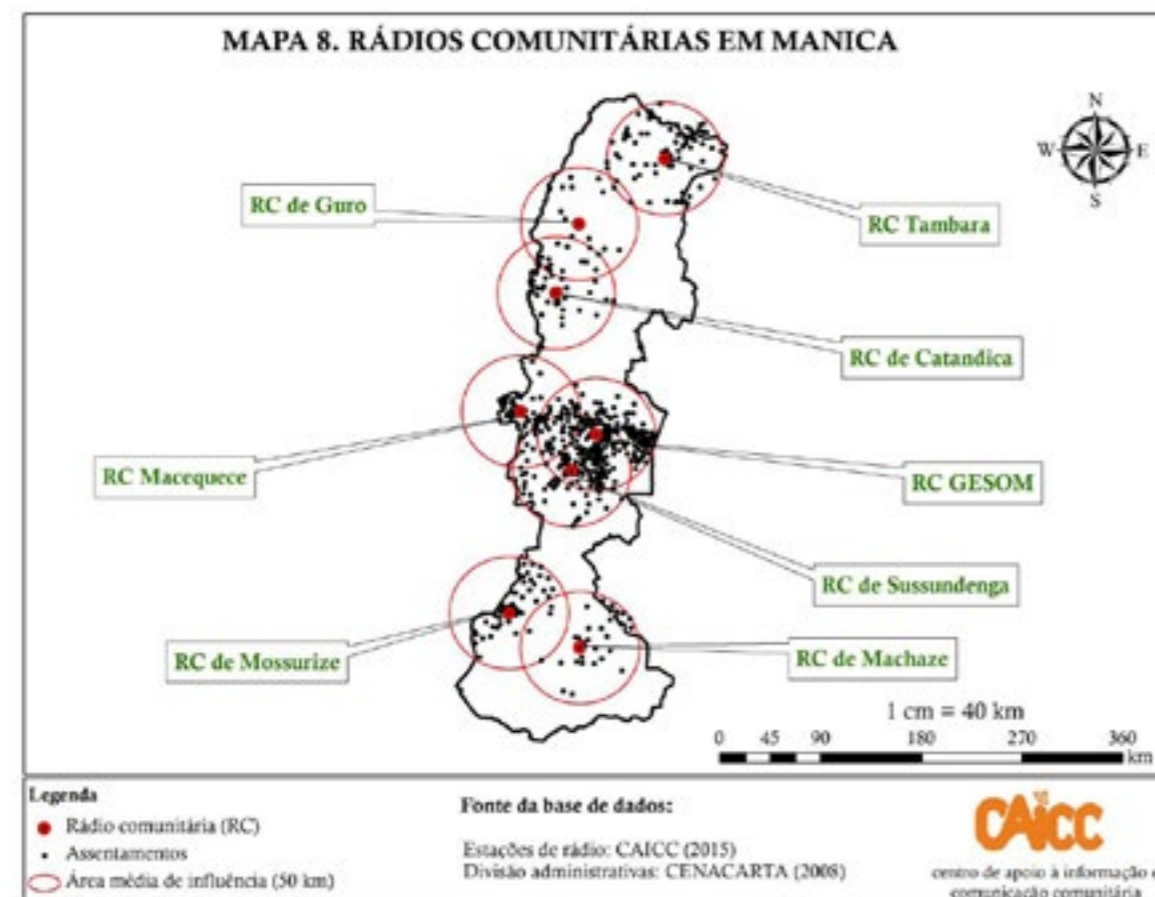 MAPA 8. RÁDIOS COMUNITÁRIAS EM MANICA
N
W
E
S
RC de Guro
RC Tambara
RC de Catandica
RC Macequece
RC GESOM
RC de Sussundenga
RC de Mossurize
RC de Machaze
1 cm = 40 km
0 45 90 180 270 360
km
Legenda
Rádio comunitária (RC)
Assentamentos
Área média de influência (50 km)
Fonte da base de dados:
Estações de rádio: CAICC (2015)
Divisão administrativas: CENACARTA (2008)
CAICC
centro de apoio à informação e
comunicação comunitária